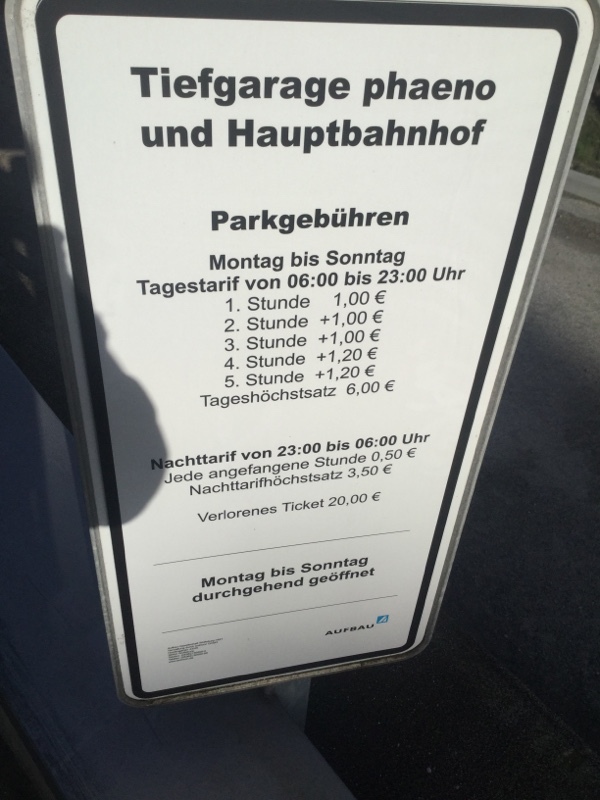 Tiefgarage phaeno
und Hauptbahnhof
Parkgebühren
Montag bis Sonntag
Tagestarif von 06:00 bis 23:00 Uhr
1. Stunde 1,00 €
2. Stunde +1,00 €
3. Stunde +1,00 €
4. Stunde +1,20 €
5. Stunde +1,20 €
Tageshöchstsatz 6,00 €
Nachttarif von 23:00 bis 06:00 Uhr
Jede angefangene Stunde 0,50 €
Nachttarifhöchstsatz 3,50 €
Verlorenes Ticket 20,00 €
Montag bis Sonntag
durchgehend geöffnet
AUFBAU